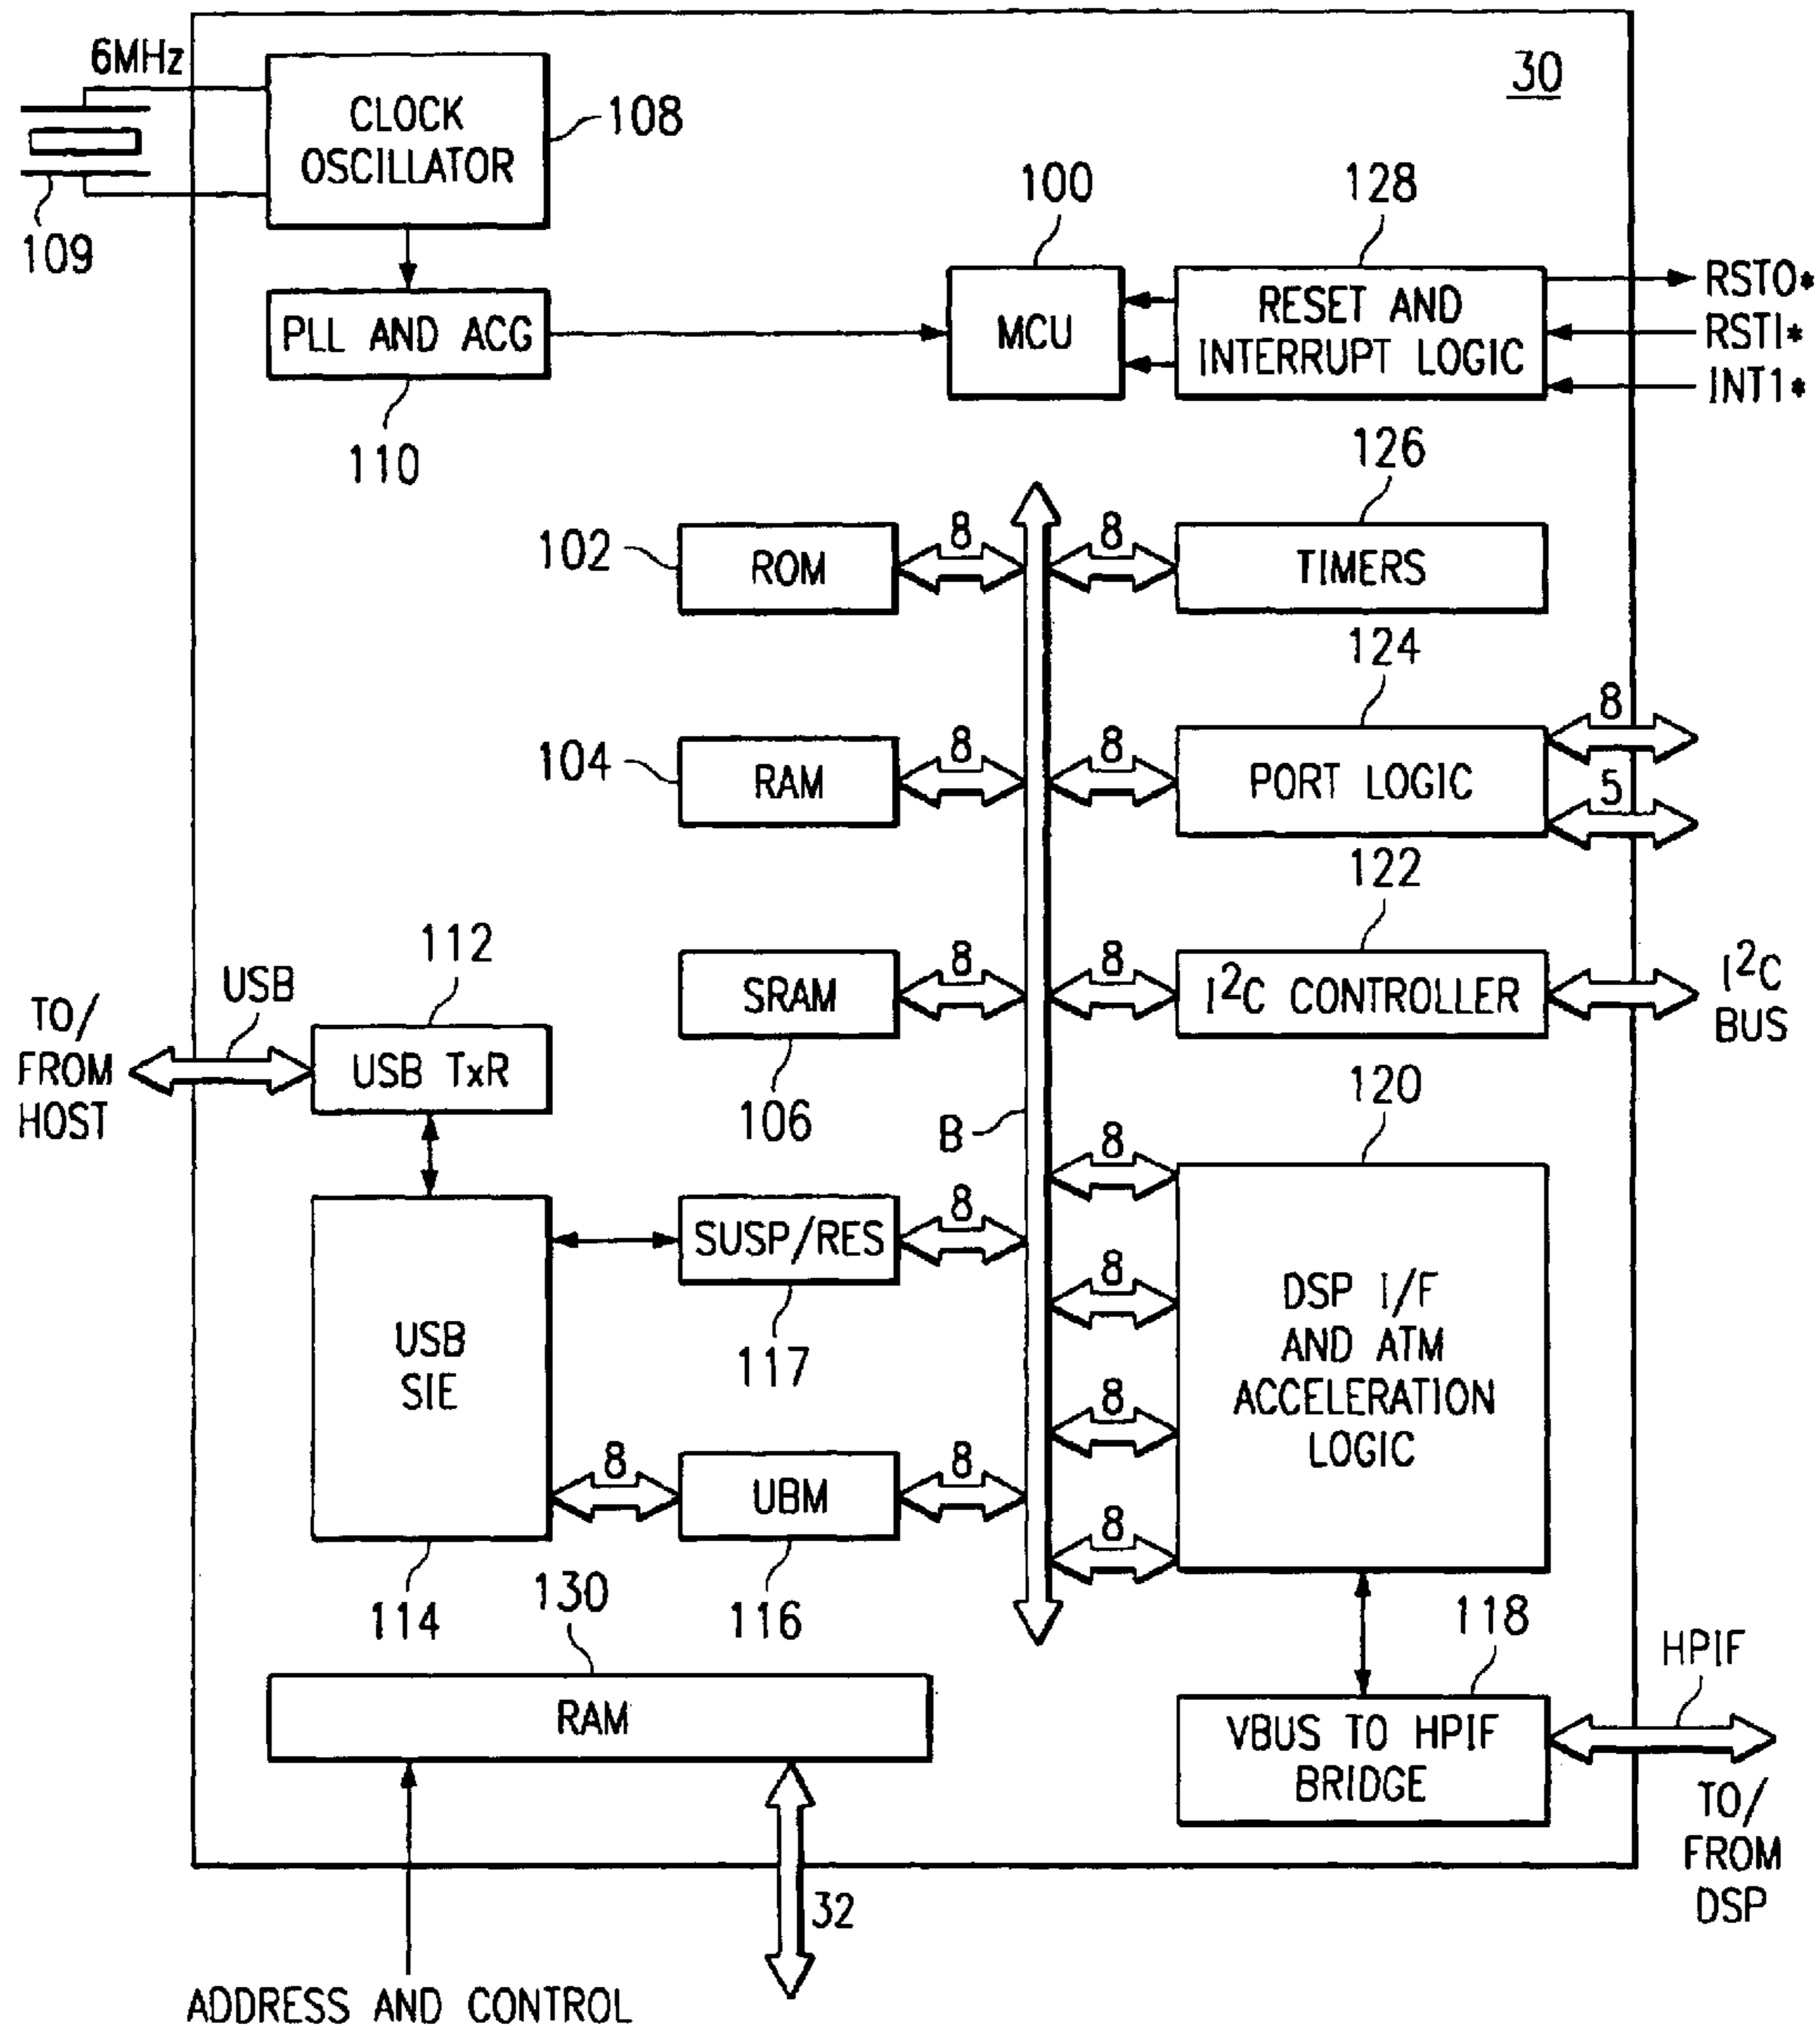 30
6MHz
CLOCK
OSCILLATOR
108
109
PLL AND ACG
110
100
MCU
128
RESET AND
INTERRUPT LOGIC
RSTO*
RSTI*
INT1*
126
102
ROM
8
8
TIMERS
124
104
RAM
8
8
PORT LOGIC
8
5
122
SRAM
106
8
8
I²C CONTROLLER
I²C
BUS
112
USB
TO/
FROM
HOST
USB TxR
B
120
8
8
8
8
DSP I/F
AND ATM
ACCELERATION
LOGIC
USB
SIE
114
SUSP/RES
117
8
8
UBM
116
8
130
RAM
118
VBUS TO HPIF
BRIDGE
HPIF
TO/
FROM
DSP
32
ADDRESS AND CONTROL